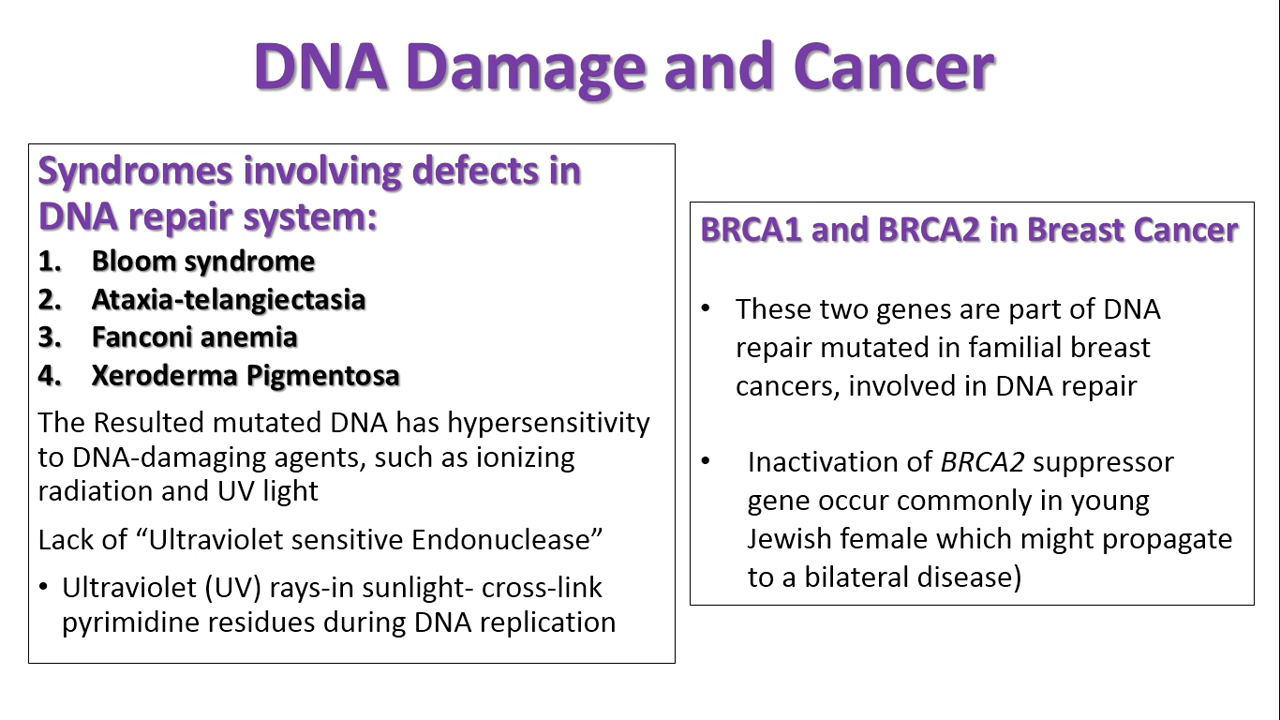 DNA Damage and Cancer
Syndromes involving defects in
DNA repair system:
1. Bloom syndrome
2. Ataxia-telangiectasia
3. Fanconi anemia
4. Xeroderma Pigmentosa
The Resulted mutated DNA has hypersensitivity
to DNA-damaging agents, such as ionizing
radiation and UV light
Lack of “Ultraviolet sensitive Endonuclease”
• Ultraviolet (UV) rays-in sunlight- cross-link
pyrimidine residues during DNA replication
BRCA1 and BRCA2 in Breast Cancer
• These two genes are part of DNA
repair mutated in familial breast
cancers, involved in DNA repair
• Inactivation of BRCA2 suppressor
gene occur commonly in young
Jewish female which might propagate
to a bilateral disease)